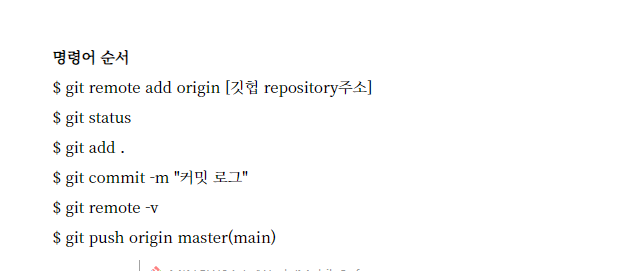 명령어 순서
$ git remote add origin [깃헙 repository주소]
$ git status
$ git add .
$ git commit -m "커밋 로그"
$ git remote -v
$ git push origin master(main)